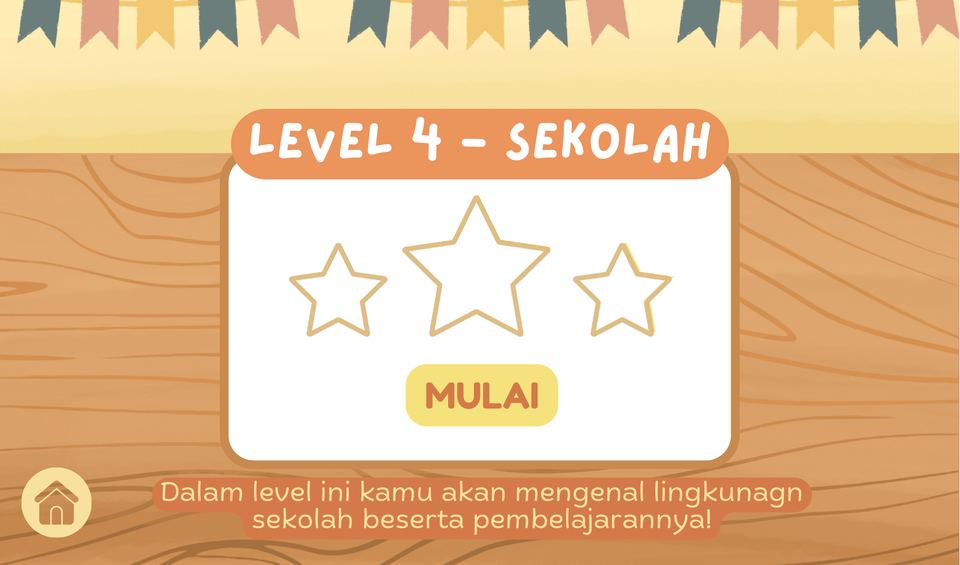 LEVEL 4 - SEKOLAH
MULAI
Dalam level ini kamu akan mengenal lingkunagn
sekolah beserta pembelajarannya!